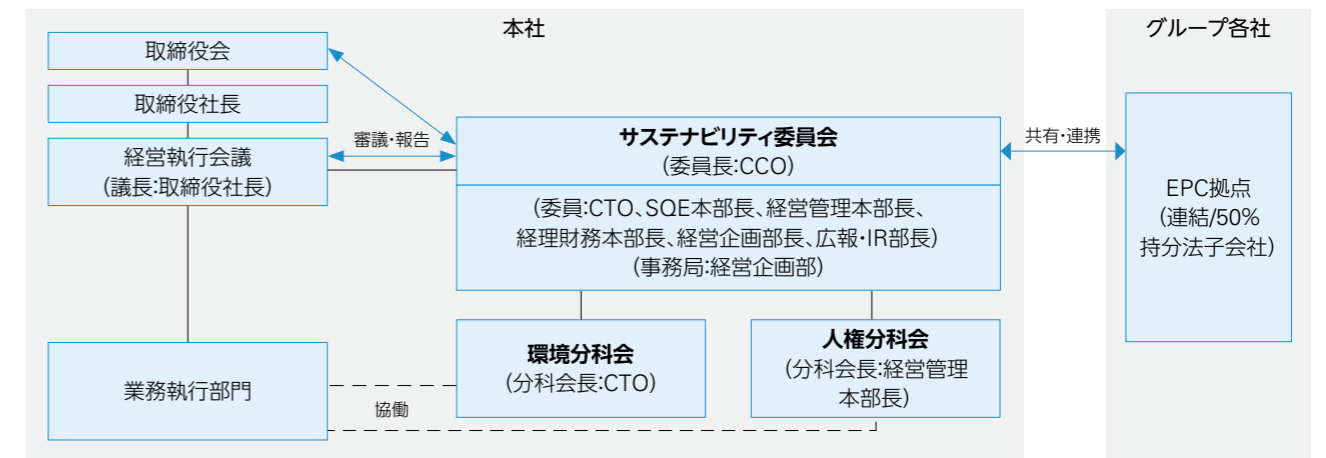 本社
グループ各社
取締役会
取締役社長
経営執行会議
(議長:取締役社長)
審議・報告
サステナビリティ委員会
(委員長:CCO)
(委員:CTO、SQE本部長、経営管理本部長、
経理財務本部長、経営企画部長、広報・IR部長)
(事務局:経営企画部)
共有・連携
EPC拠点
(連結/50%
持分法子会社)
環境分科会
(分科会長:CTO)
人権分科会
(分科会長:経営管理
本部長)
業務執行部門
協働